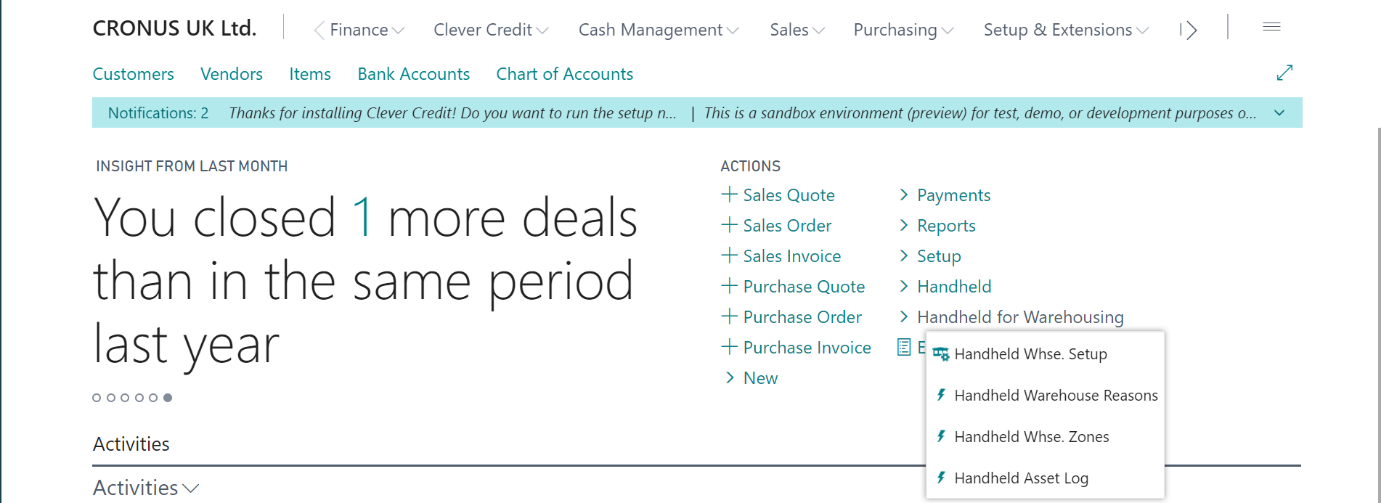 CRONUS UK Ltd.
Finance Clever Credit Cash Management Sales Purchasing Setup & Extensions
Customers Vendors Items Bank Accounts Chart of Accounts
Notifications: 2 Thanks for installing Clever Credit! Do you want to run the setup n... | This is a sandbox environment (preview) for test, demo, or development purposes o...
INSIGHT FROM LAST MONTH
You closed 1 more deals
than in the same period
last year
ACTIONS
Sales Quote
Sales Order
Sales Invoice
Purchase Quote
Purchase Order
Purchase Invoice
New
Payments
Reports
Setup
Handheld
Handheld for Warehousing
Handheld Whse. Setup
Handheld Warehouse Reasons
Handheld Whse. Zones
Handheld Asset Log
Activities
Activities